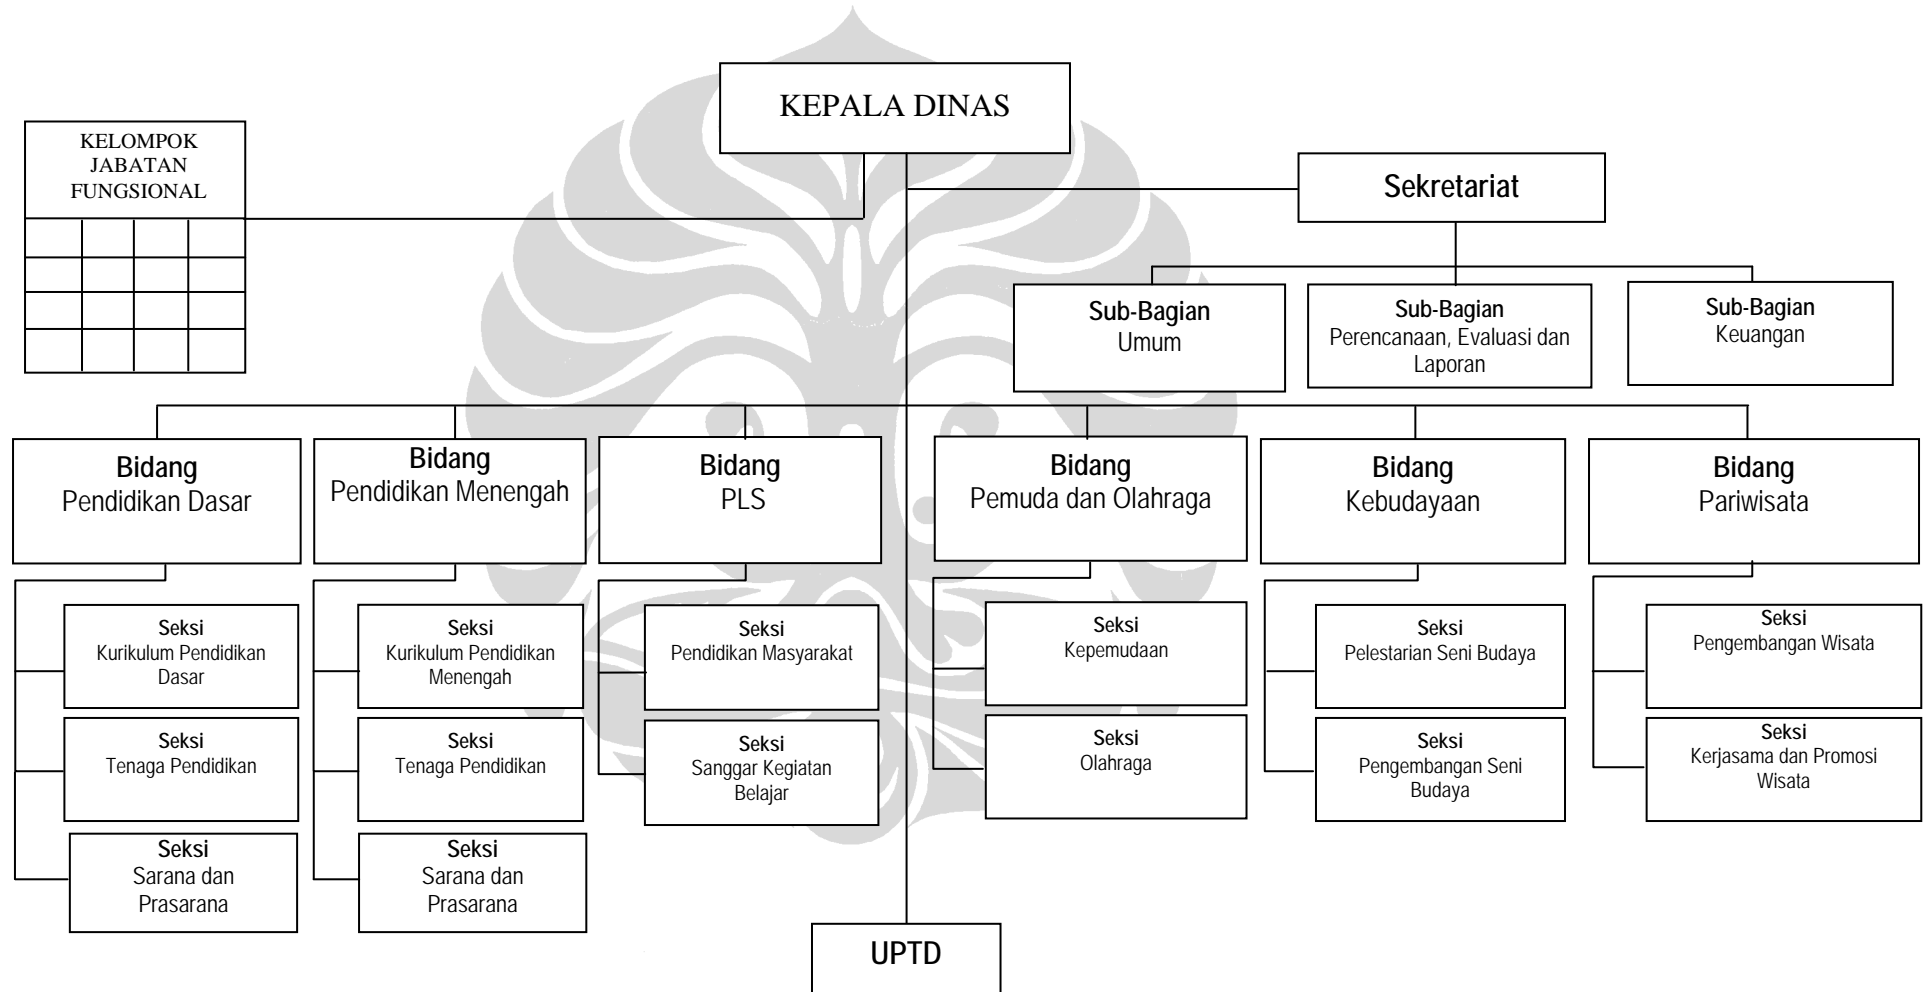 KEPALA DINAS
KELOMPOK
JABATAN
FUNGSIONAL
Sekretariat
Sub-Bagian
Umum
Sub-Bagian
Perencanaan, Evaluasi dan
Laporan
Sub-Bagian
Keuangan
Bidang
Pendidikan Dasar
Bidang
Pendidikan Menengah
Bidang
PLS
Bidang
Pemuda dan Olahraga
Bidang
Kebudayaan
Bidang
Pariwisata
Seksi
Kurikulum Pendidikan
Dasar
Seksi
Kurikulum Pendidikan
Menengah
Seksi
Pendidikan Masyarakat
Seksi
Kepemudaan
Seksi
Pelestarian Seni Budaya
Seksi
Pengembangan Wisata
Seksi
Tenaga Pendidikan
Seksi
Tenaga Pendidikan
Seksi
Sanggar Kegiatan
Belajar
Seksi
Olahraga
Seksi
Pengembangan Seni
Budaya
Seksi
Kerjasama dan Promosi
Wisata
Seksi
Sarana dan
Prasarana
Seksi
Sarana dan
Prasarana
UPTD